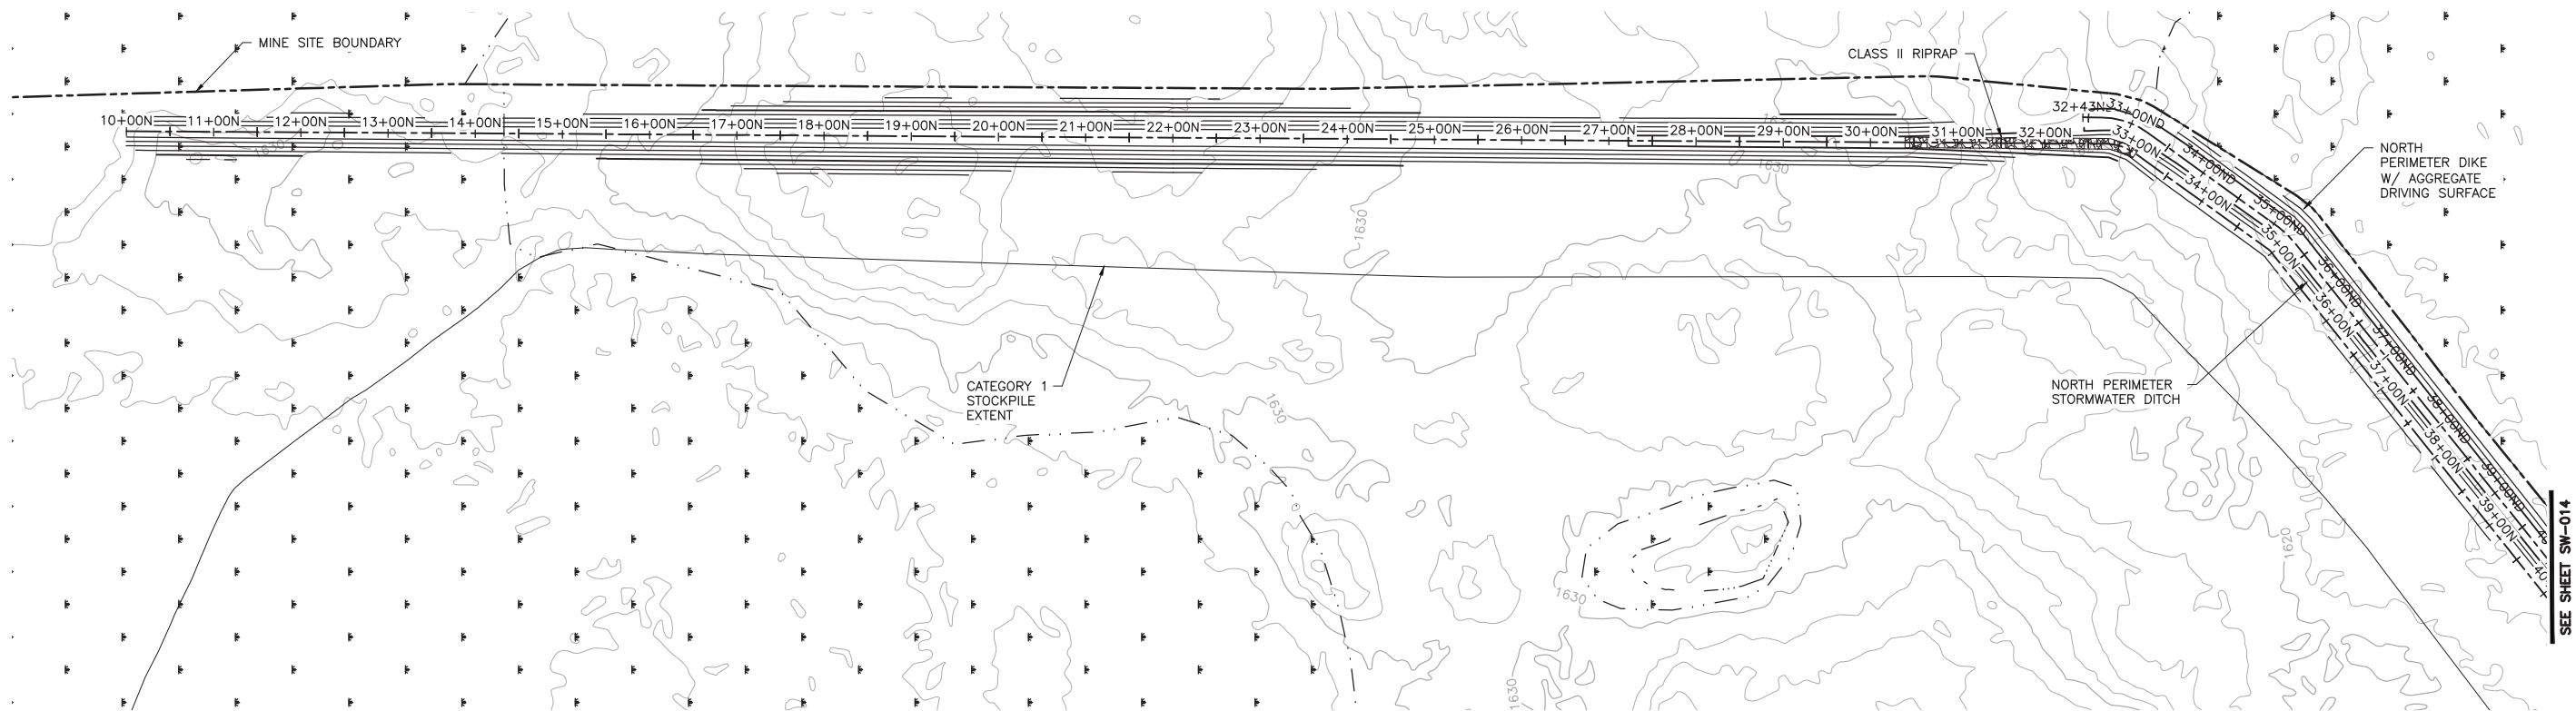 MINE SITE BOUNDARY
CLASS II RIPRAP
10+00N 11+00N 12+00N 13+00N 14+00N 15+00N 16+00N 17+00N 18+00N 19+00N 20+00N 21+00N 22+00N 23+00N 24+00N 25+00N 26+00N 27+00N 28+00N 29+00N 30+00N 31+00N 32+00N 33+00N 34+00N 35+00N 36+00N 37+00N 38+00N 39+00N 40
32+43N 33+00ND 34+00ND 35+00ND 36+00ND 37+00ND 38+00ND 39+00ND
NORTH
PERIMETER DIKE
W/ AGGREGATE
DRIVING SURFACE
1630
1630
1630
1630
CATEGORY 1
STOCKPILE
EXTENT
NORTH PERIMETER
STORMWATER DITCH
1630
1630
1630
1620
SEE SHEET SW-014